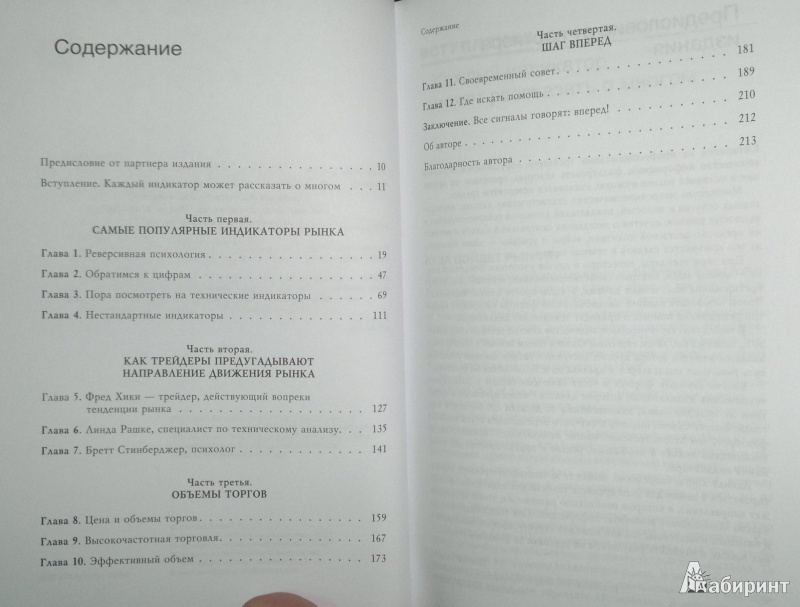 Содержание
Предисловие от партнера издания . . . . . . . . . . . . . . . . 10
Вступление. Каждый индикатор может рассказать о многом . . . 11
Часть первая.
САМЫЕ ПОПУЛЯРНЫЕ ИНДИКАТОРЫ РЫНКА
Глава 1. Реверсивная психология . . . . . . . . . . . . . . . . 19
Глава 2. Обратимся к цифрам . . . . . . . . . . . . . . . . . . 47
Глава 3. Пора посмотреть на технические индикаторы . . . . . . 69
Глава 4. Нестандартные индикаторы . . . . . . . . . . . . . . 111
Часть вторая.
КАК ТРЕЙДЕРЫ ПРЕДУГАДЫВАЮТ
НАПРАВЛЕНИЕ ДВИЖЕНИЯ РЫНКА
Глава 5. Фред Хики — трейдер, действующий вопреки
тенденции рынка . . . . . . . . . . . . . . . . . . 127
Глава 6. Линда Рашке, специалист по техническому анализу. . . 135
Глава 7. Бретт Стинберджер, психолог . . . . . . . . . . . . . 141
Часть третья.
ОБЪЕМЫ ТОРГОВ
Глава 8. Цена и объемы торгов . . . . . . . . . . . . . . . . . 159
Глава 9. Высокочастотная торговля . . . . . . . . . . . . . . . 167
Глава 10. Эффективный объем . . . . . . . . . . . . . . . . . 173
Содержание
Часть четвертая.
ШАГ ВПЕРЕД
Глава 11. Своевременный совет . . . . . . . . . . . . . . . . 181
Глава 12. Где искать помощь . . . . . . . . . . . . . . . . . 189
Заключение. Все сигналы говорят: вперед! . . . . . . . . . . . 210
Об авторе . . . . . . . . . . . . . . . . . . . . . . . . . . 212
Благодарность автора . . . . . . . . . . . . . . . . . . . . . 213
Лабиринт